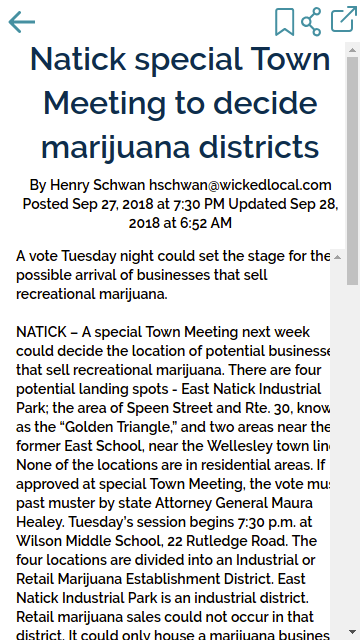 Natick special Town
Meeting to decide
marijuana districts
By Henry Schwan hschwan@wickedlocal.com
Posted Sep 27, 2018 at 7:30 PM Updated Sep 28,
2018 at 6:52 AM
A vote Tuesday night could set the stage for the
possible arrival of businesses that sell
recreational marijuana.
NATICK – A special Town Meeting next week
could decide the location of potential businesse
that sell recreational marijuana. There are four
potential landing spots - East Natick Industrial
Park; the area of Speen Street and Rte. 30, know
as the “Golden Triangle,” and two areas near the
former East School, near the Wellesley town lin
None of the locations are in residential areas. If
approved at special Town Meeting, the vote mus
past muster by state Attorney General Maura
Healey. Tuesday’s session begins 7:30 p.m. at
Wilson Middle School, 22 Rutledge Road. The
four locations are divided into an Industrial or
Retail Marijuana Establishment District. East
Natick Industrial Park is an industrial district.
Retail marijuana sales could not occur in that
district. It could only house a marijuana busines